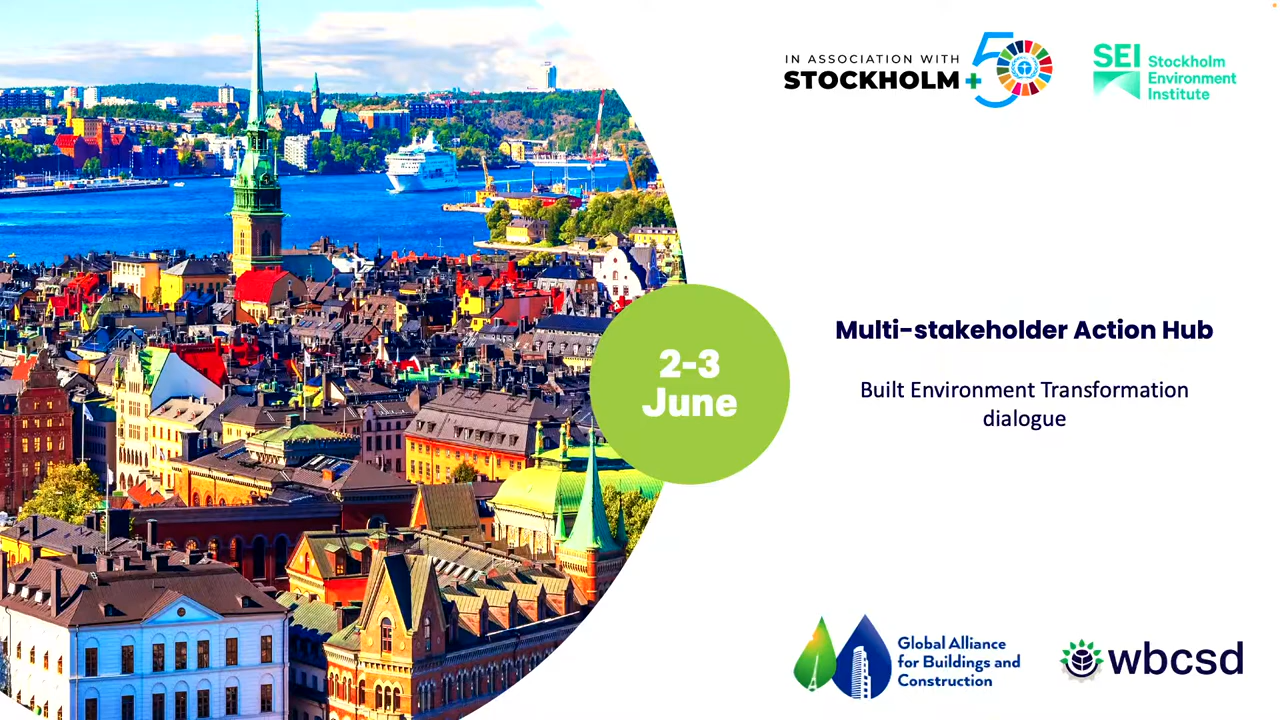 IN ASSOCIATION WITH
STOCKHOLM+50
SEI Stockholm
Environment
Institute
2-3
June
Multi-stakeholder Action Hub
Built Environment Transformation
dialogue
Global Alliance
for Buildings and
Construction
wbcsd